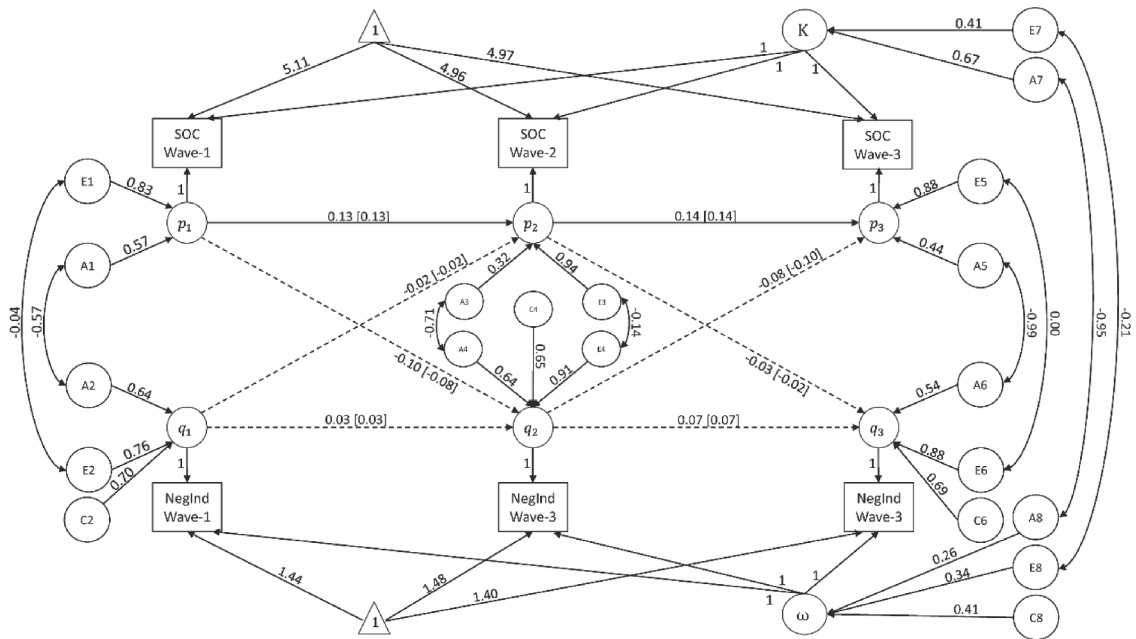 1
K
0.41
E7
0.67
A7
5.11
4.96
4.97
1
1
1
SOC
Wave-1
SOC
Wave-2
SOC
Wave-3
E1
0.83
1
1
1
0.88
E5
p₁
0.13 [0.13]
p₂
0.14 [0.14]
p₃
A1
0.57
0.44
A5
-0.02 [-0.02]
-0.08 [-0.10]
A3
0.32
0.94
E3
C4
-0.04
-0.57
-0.71
-0.14
0.65
-0.99
0.00
-0.95
-0.21
A4
0.64
0.91
E4
-0.10 [-0.08]
-0.03 [-0.02]
A2
0.64
0.54
A6
q₁
0.03 [0.03]
q₂
0.07 [0.07]
q₃
E2
0.76
0.70
C2
1
1
1
0.88
E6
0.69
C6
NegInd
Wave-1
NegInd
Wave-3
NegInd
Wave-3
A8
0.26
E8
0.34
1.44
1.48
1.40
1
1
1
1
ω
0.41
C8